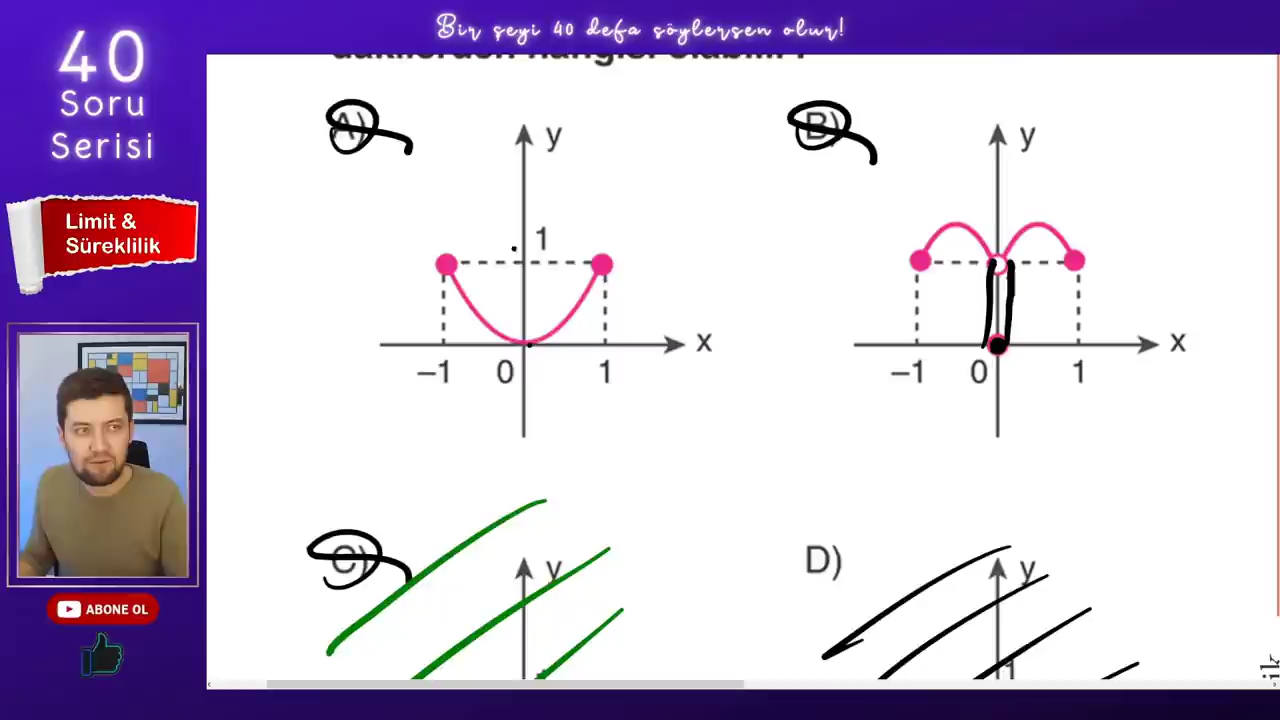 Bir şeyi 40 defa söylersen olur!
40
Soru
Serisi
Limit &
Süreklilik
ABONE OL
A)
y
1
x
–1
0
1
B)
y
x
–1
0
1
C)
y
D)
y
1